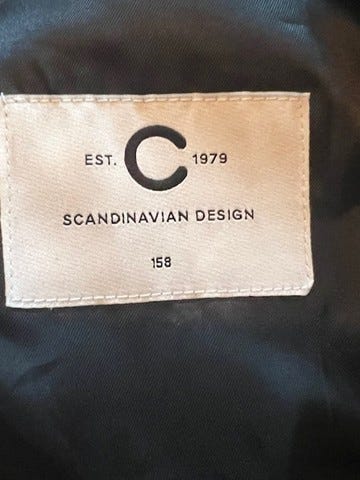 EST. C 1979
SCANDINAVIAN DESIGN
158